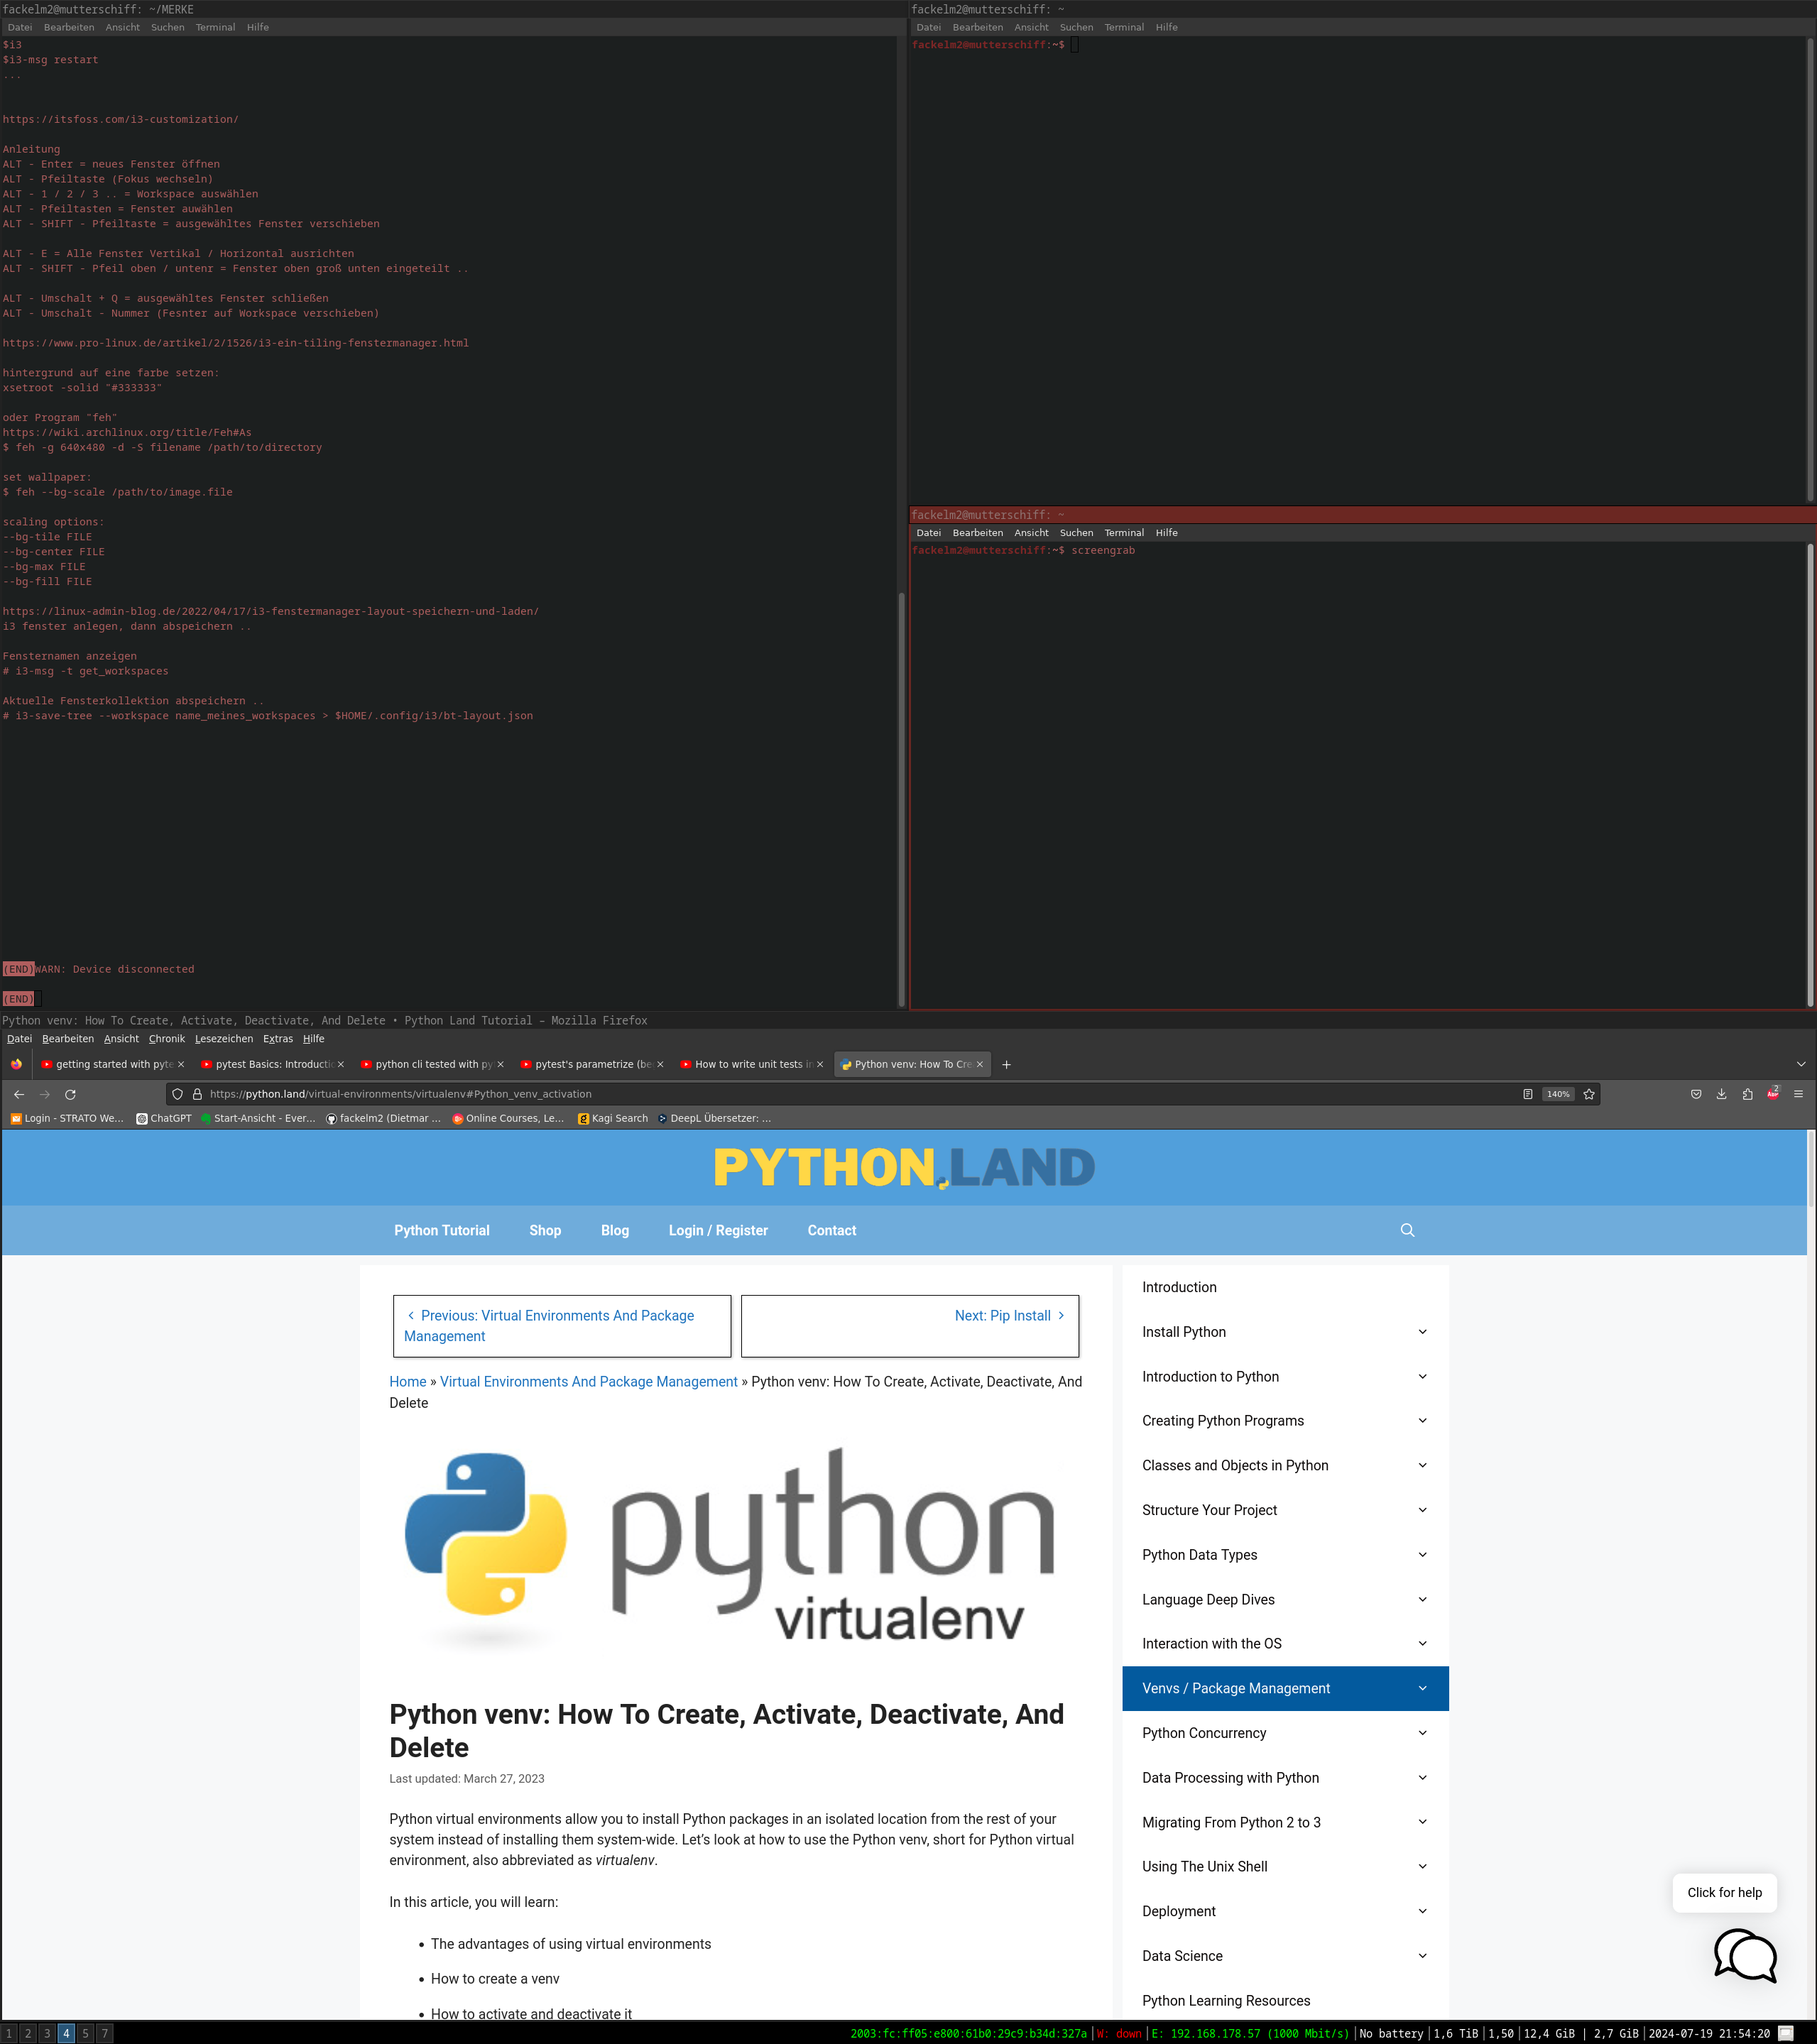 fackelm2@mutterschiff: ~/MERKE
Datei Bearbeiten Ansicht Suchen Terminal Hilfe
$i3
$i3-msg restart
...
https://itsfoss.com/i3-customization/
Anleitung
ALT - Enter = neues Fenster öffnen
ALT - Pfeiltaste (Fokus wechseln)
ALT - 1 / 2 / 3 .. = Workspace auswählen
ALT - Pfeiltasten = Fenster auwählen
ALT - SHIFT - Pfeiltaste = ausgewähltes Fenster verschieben
ALT - E = Alle Fenster Vertikal / Horizontal ausrichten
ALT - SHIFT - Pfeil oben / untenr = Fenster oben groß unten eingeteilt ..
ALT - Umschalt + Q = ausgewähltes Fenster schließen
ALT - Umschalt - Nummer (Fesnter auf Workspace verschieben)
https://www.pro-linux.de/artikel/2/1526/i3-ein-tiling-fenstermanager.html
hintergrund auf eine farbe setzen:
xsetroot -solid "#333333"
oder Program "feh"
https://wiki.archlinux.org/title/Feh#As
$ feh -g 640x480 -d -S filename /path/to/directory
set wallpaper:
$ feh --bg-scale /path/to/image.file
scaling options:
--bg-tile FILE
--bg-center FILE
--bg-max FILE
--bg-fill FILE
https://linux-admin-blog.de/2022/04/17/i3-fenstermanager-layout-speichern-und-laden/
i3 fenster anlegen, dann abspeichern ..
Fensternamen anzeigen
# i3-msg -t get_workspaces
Aktuelle Fensterkollektion abspeichern ..
# i3-save-tree --workspace name_meines_workspaces > $HOME/.config/i3/bt-layout.json
(END)WARN: Device disconnected
(END)
fackelm2@mutterschiff: ~
Datei Bearbeiten Ansicht Suchen Terminal Hilfe
fackelm2@mutterschiff:~$
fackelm2@mutterschiff: ~
Datei Bearbeiten Ansicht Suchen Terminal Hilfe
fackelm2@mutterschiff:~$ screengrab
Python venv: How To Create, Activate, Deactivate, And Delete • Python Land Tutorial – Mozilla Firefox
Datei Bearbeiten Ansicht Chronik Lesezeichen Extras Hilfe
getting started with pyte pytest Basics: Introductic python cli tested with py pytest's parametrize (be How to write unit tests in Python venv: How To Cre
https://python.land/virtual-environments/virtualenv#Python_venv_activation 140% 2
Login - STRATO We… ChatGPT Start-Ansicht - Ever… fackelm2 (Dietmar … Online Courses, Le… Kagi Search DeepL Übersetzer: …
PYTHON.LAND
Python Tutorial Shop Blog Login / Register Contact
Previous: Virtual Environments And Package
Management
Next: Pip Install
Home » Virtual Environments And Package Management » Python venv: How To Create, Activate, Deactivate, And
Delete
python
virtualenv
Python venv: How To Create, Activate, Deactivate, And
Delete
Last updated: March 27, 2023
Python virtual environments allow you to install Python packages in an isolated location from the rest of your
system instead of installing them system-wide. Let's look at how to use the Python venv, short for Python virtual
environment, also abbreviated as virtualenv.
In this article, you will learn:
• The advantages of using virtual environments
• How to create a venv
• How to activate and deactivate it
Introduction
Install Python
Introduction to Python
Creating Python Programs
Classes and Objects in Python
Structure Your Project
Python Data Types
Language Deep Dives
Interaction with the OS
Venvs / Package Management
Python Concurrency
Data Processing with Python
Migrating From Python 2 to 3
Using The Unix Shell
Deployment
Data Science
Python Learning Resources
Click for help
1 2 3 4 5 7
2003:fc:ff05:e800:61b0:29c9:b34d:327a W: down E: 192.168.178.57 (1000 Mbit/s) No battery 1,6 TiB 1,50 12,4 GiB | 2,7 GiB 2024-07-19 21:54:20